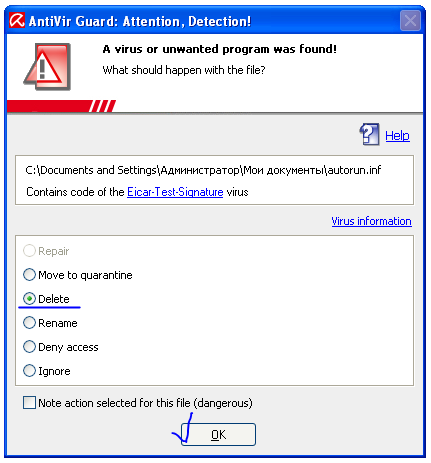 AntiVir Guard: Attention, Detection!
A virus or unwanted program was found!
What should happen with the file?
Help
C:\Documents and Settings\Администратор\Мои документы\autorun.inf
Contains code of the Eicar-Test-Signature virus
Virus information
Repair
Move to quarantine
Delete
Rename
Deny access
Ignore
Note action selected for this file (dangerous)
OK